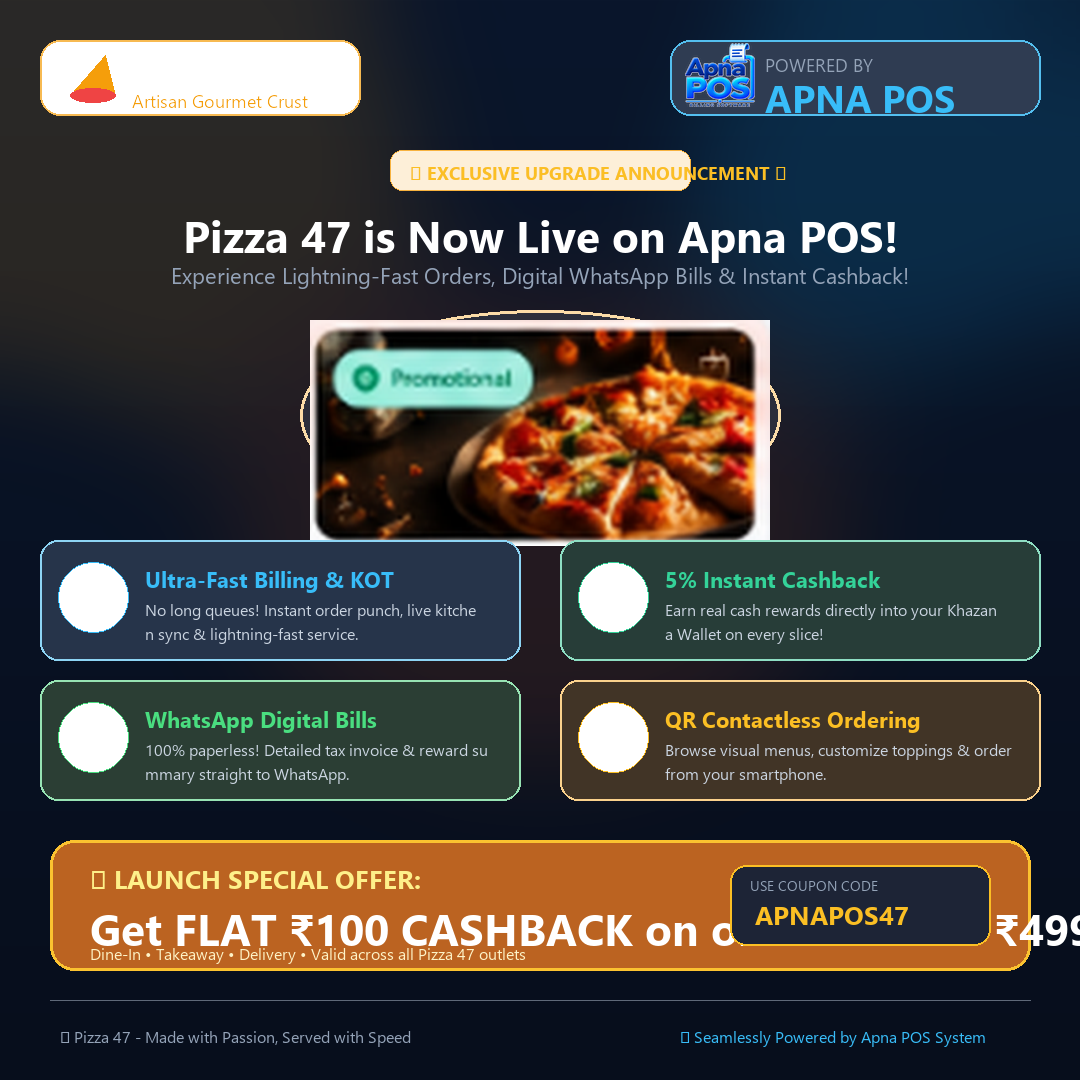 Artisan Gourmet Crust
Apna
POS
POWERED BY
APNA POS
EXCLUSIVE UPGRADE ANNOUNCEMENT
Pizza 47 is Now Live on Apna POS!
Experience Lightning-Fast Orders, Digital WhatsApp Bills & Instant Cashback!
Promotional
Ultra-Fast Billing & KOT
No long queues! Instant order punch, live kitche
n sync & lightning-fast service.
5% Instant Cashback
Earn real cash rewards directly into your Khazan
a Wallet on every slice!
WhatsApp Digital Bills
100% paperless! Detailed tax invoice & reward su
mmary straight to WhatsApp.
QR Contactless Ordering
Browse visual menus, customize toppings & order
from your smartphone.
LAUNCH SPECIAL OFFER:
Get FLAT ₹100 CASHBACK on ₹499
Dine-In • Takeaway • Delivery • Valid across all Pizza 47 outlets
USE COUPON CODE
APNAPOS47
Pizza 47 - Made with Passion, Served with Speed
Seamlessly Powered by Apna POS System